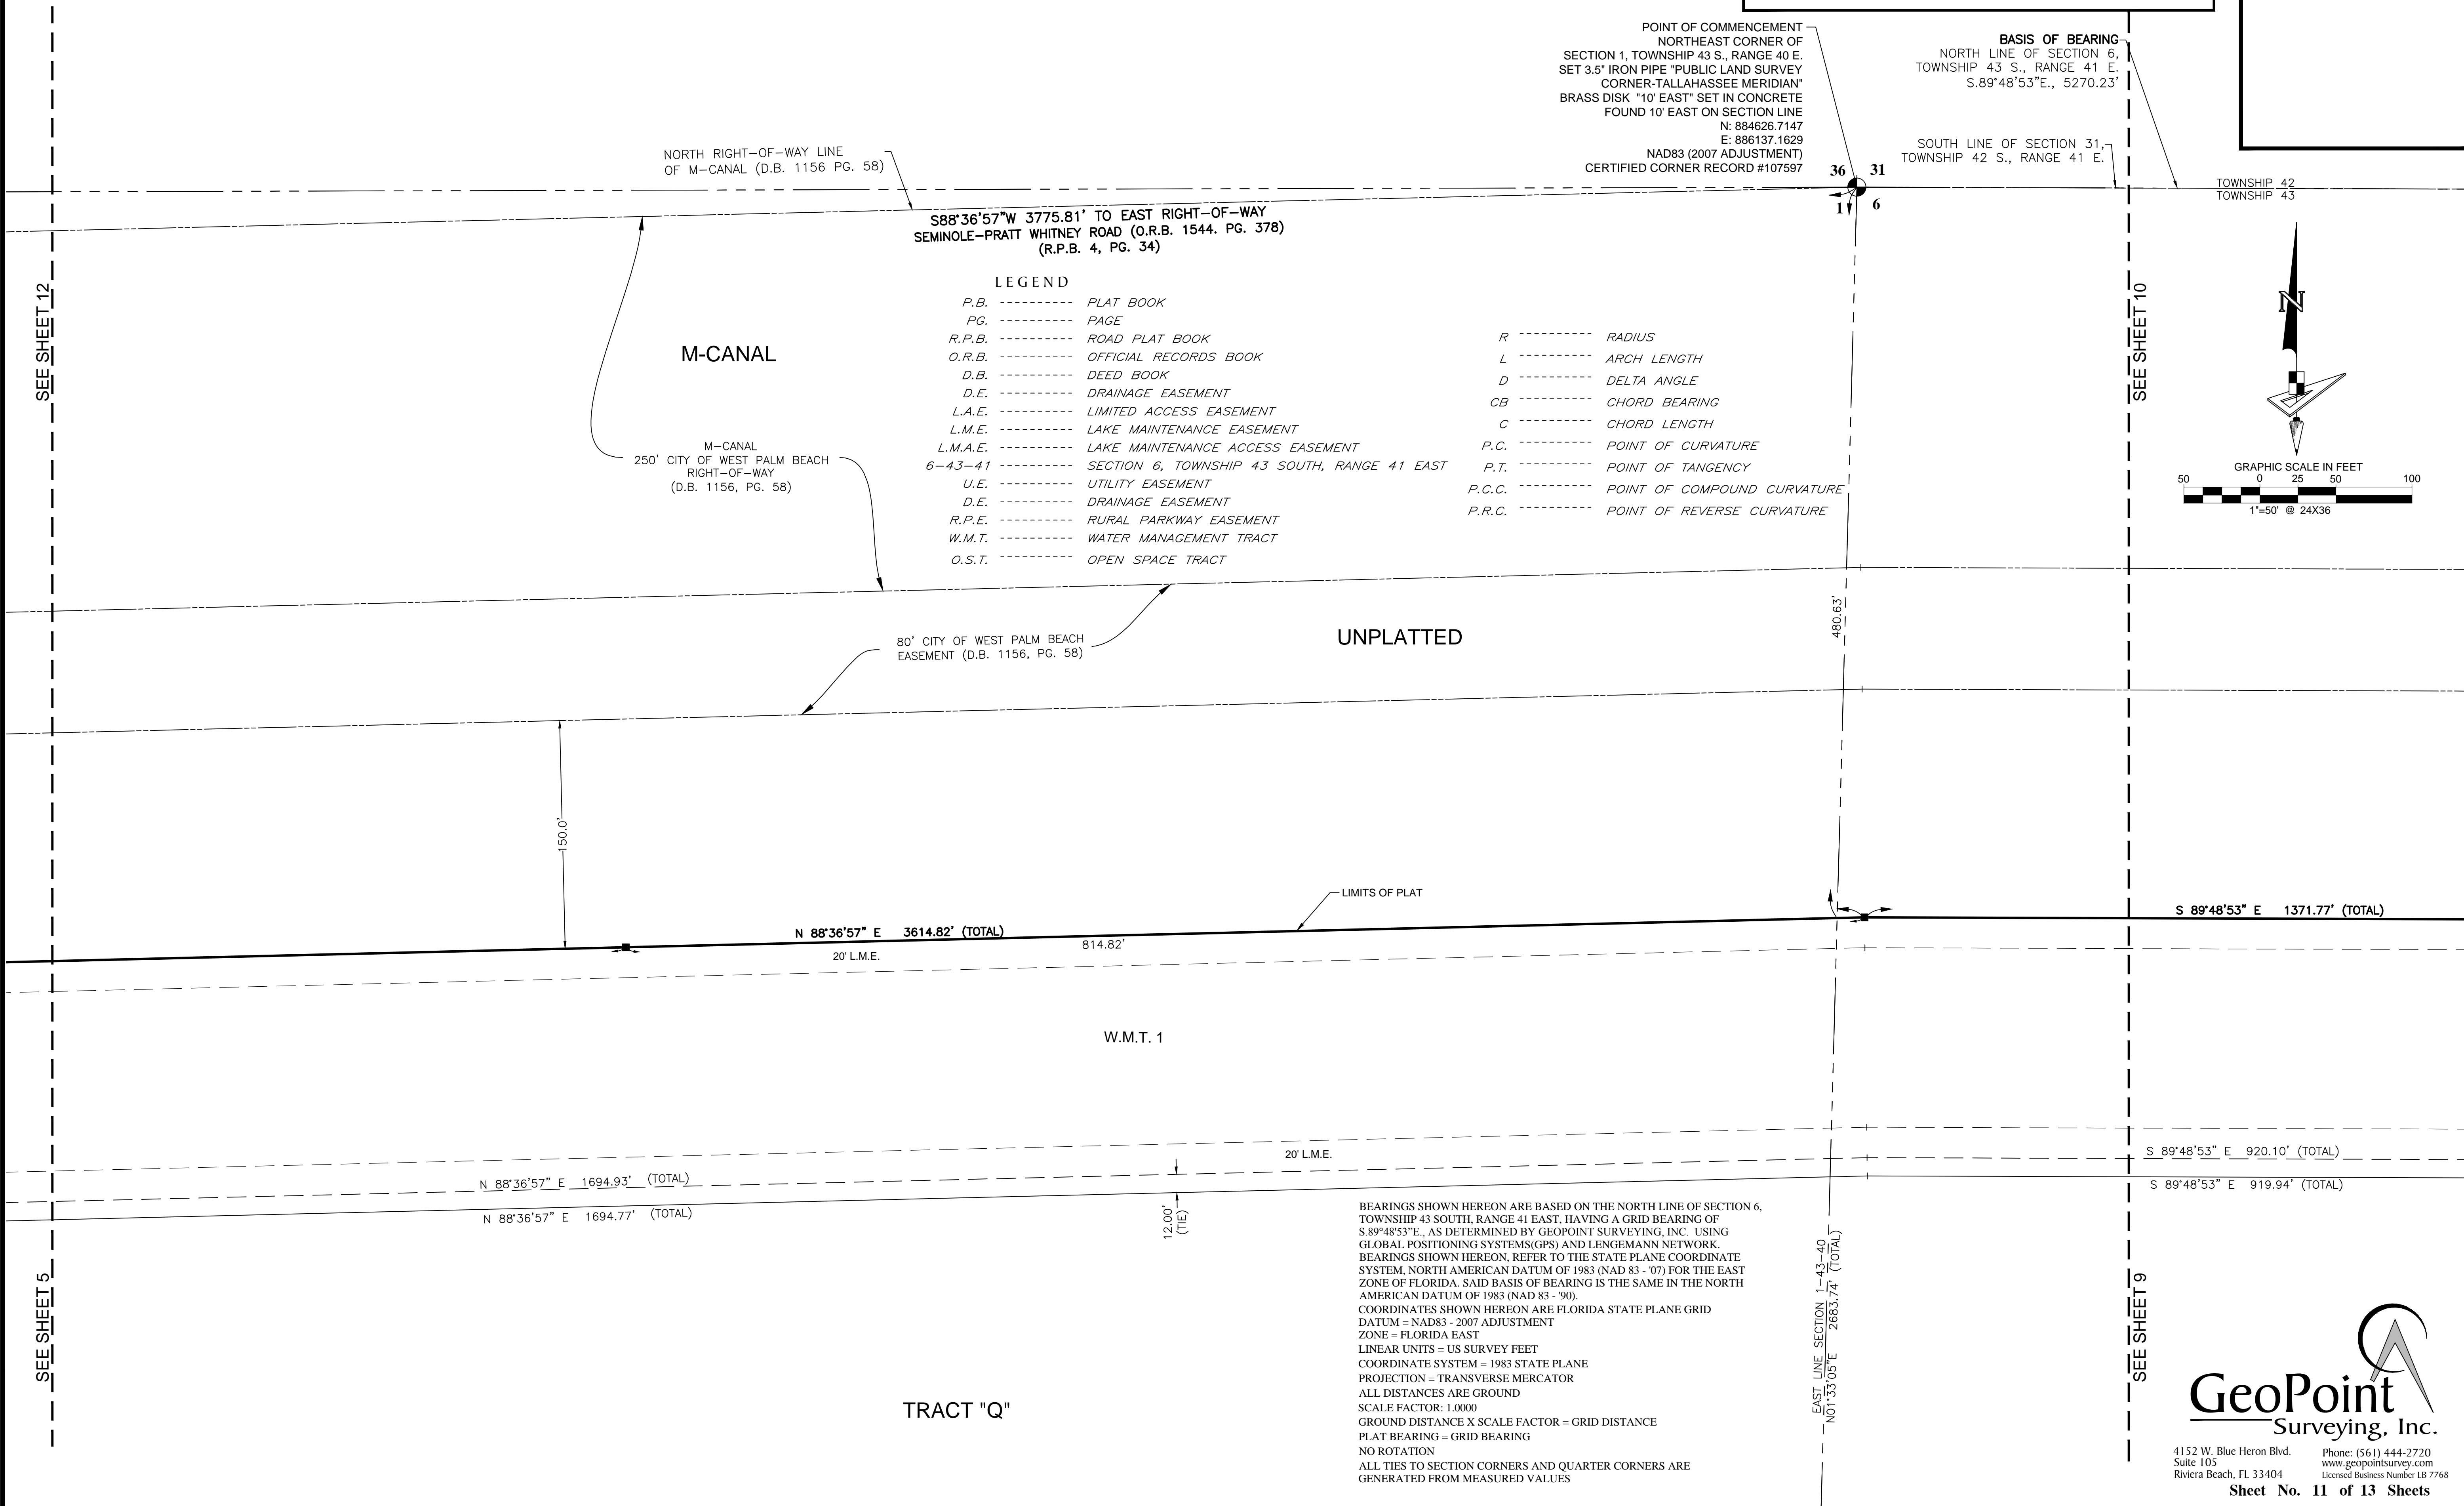 POINT OF COMMENCEMENT
NORTHEAST CORNER OF
SECTION 1, TOWNSHIP 43 S., RANGE 40 E.
SET 3.5" IRON PIPE "PUBLIC LAND SURVEY
CORNER-TALLAHASSEE MERIDIAN"
BRASS DISK "10' EAST" SET IN CONCRETE
FOUND 10' EAST ON SECTION LINE
N: 884626.7147
E: 886137.1629
NAD83 (2007 ADJUSTMENT)
CERTIFIED CORNER RECORD #107597
BASIS OF BEARING
NORTH LINE OF SECTION 6,
TOWNSHIP 43 S., RANGE 41 E.
S.89°48'53"E., 5270.23'
SOUTH LINE OF SECTION 31,
TOWNSHIP 42 S., RANGE 41 E.
36 31
1 6
TOWNSHIP 42
TOWNSHIP 43
NORTH RIGHT-OF-WAY LINE
OF M-CANAL (D.B. 1156 PG. 58)
S88°36'57"W 3775.81' TO EAST RIGHT-OF-WAY
SEMINOLE-PRATT WHITNEY ROAD (O.R.B. 1544. PG. 378)
(R.P.B. 4, PG. 34)
SEE SHEET 12
SEE SHEET 10
M-CANAL
M-CANAL
250' CITY OF WEST PALM BEACH
RIGHT-OF-WAY
(D.B. 1156, PG. 58)
LEGEND
P.B. ---------- PLAT BOOK
PG. ---------- PAGE
R.P.B. ---------- ROAD PLAT BOOK
O.R.B. ---------- OFFICIAL RECORDS BOOK
D.B. ---------- DEED BOOK
D.E. ---------- DRAINAGE EASEMENT
L.A.E. ---------- LIMITED ACCESS EASEMENT
L.M.E. ---------- LAKE MAINTENANCE EASEMENT
L.M.A.E. ---------- LAKE MAINTENANCE ACCESS EASEMENT
6-43-41 ---------- SECTION 6, TOWNSHIP 43 SOUTH, RANGE 41 EAST
U.E. ---------- UTILITY EASEMENT
D.E. ---------- DRAINAGE EASEMENT
R.P.E. ---------- RURAL PARKWAY EASEMENT
W.M.T. ---------- WATER MANAGEMENT TRACT
O.S.T. ---------- OPEN SPACE TRACT
R ---------- RADIUS
L ---------- ARCH LENGTH
D ---------- DELTA ANGLE
CB ---------- CHORD BEARING
C ---------- CHORD LENGTH
P.C. ---------- POINT OF CURVATURE
P.T. ---------- POINT OF TANGENCY
P.C.C. ---------- POINT OF COMPOUND CURVATURE
P.R.C. ---------- POINT OF REVERSE CURVATURE
N
GRAPHIC SCALE IN FEET
50 0 25 50 100
1"=50' @ 24X36
480.63'
80' CITY OF WEST PALM BEACH
EASEMENT (D.B. 1156, PG. 58)
UNPLATTED
150.0'
LIMITS OF PLAT
N 88°36'57" E 3614.82' (TOTAL)
814.82'
20' L.M.E.
S 89°48'53" E 1371.77' (TOTAL)
W.M.T. 1
20' L.M.E.
N 88°36'57" E 1694.93' (TOTAL)
N 88°36'57" E 1694.77' (TOTAL)
12.00'
(TIE)
S 89°48'53" E 920.10' (TOTAL)
S 89°48'53" E 919.94' (TOTAL)
BEARINGS SHOWN HEREON ARE BASED ON THE NORTH LINE OF SECTION 6,
TOWNSHIP 43 SOUTH, RANGE 41 EAST, HAVING A GRID BEARING OF
S.89°48'53"E., AS DETERMINED BY GEOPOINT SURVEYING, INC. USING
GLOBAL POSITIONING SYSTEMS(GPS) AND LENGEMANN NETWORK.
BEARINGS SHOWN HEREON, REFER TO THE STATE PLANE COORDINATE
SYSTEM, NORTH AMERICAN DATUM OF 1983 (NAD 83 - '07) FOR THE EAST
ZONE OF FLORIDA. SAID BASIS OF BEARING IS THE SAME IN THE NORTH
AMERICAN DATUM OF 1983 (NAD 83 - '90).
COORDINATES SHOWN HEREON ARE FLORIDA STATE PLANE GRID
DATUM = NAD83 - 2007 ADJUSTMENT
ZONE = FLORIDA EAST
LINEAR UNITS = US SURVEY FEET
COORDINATE SYSTEM = 1983 STATE PLANE
PROJECTION = TRANSVERSE MERCATOR
ALL DISTANCES ARE GROUND
SCALE FACTOR: 1.0000
GROUND DISTANCE X SCALE FACTOR = GRID DISTANCE
PLAT BEARING = GRID BEARING
NO ROTATION
ALL TIES TO SECTION CORNERS AND QUARTER CORNERS ARE
GENERATED FROM MEASURED VALUES
EAST LINE SECTION 1-43-40
N01°33'05"E 2683.74' (TOTAL)
SEE SHEET 5
SEE SHEET 9
TRACT "Q"
GeoPoint
Surveying, Inc.
4152 W. Blue Heron Blvd.
Suite 105
Riviera Beach, FL 33404
Phone: (561) 444-2720
www.geopointsurvey.com
Licensed Business Number LB 7768
Sheet No. 11 of 13 Sheets